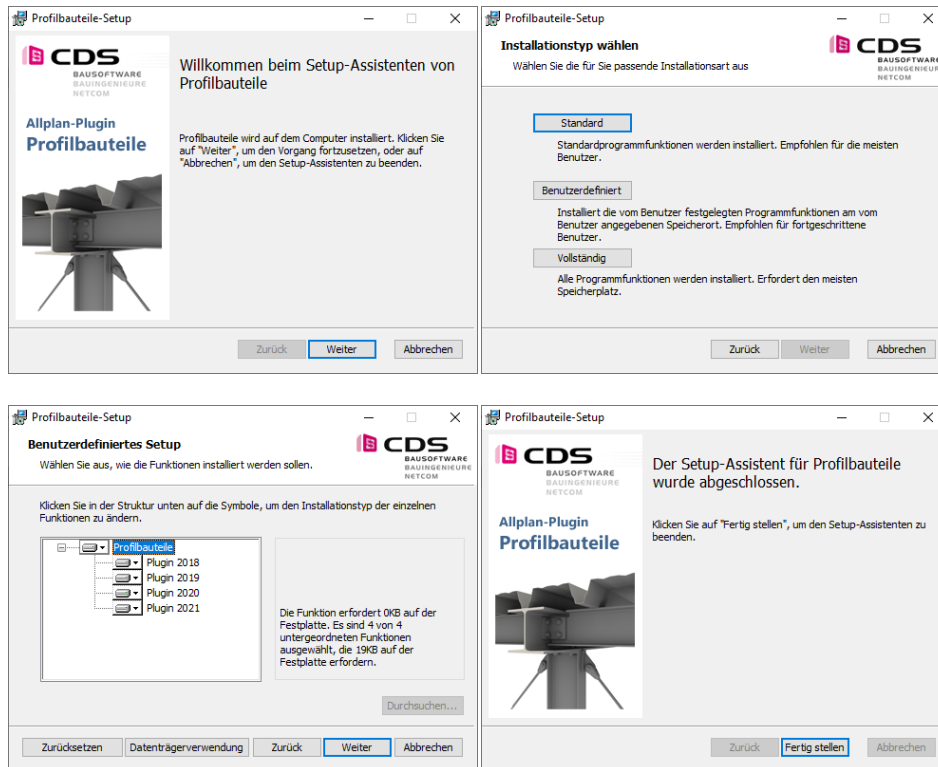 Profilbauteile-Setup
CDS
BAUSOFTWARE
BAUINGENIEURE
NETCOM
Allplan-Plugin
Profilbauteile
Willkommen beim Setup-Assistenten von
Profilbauteile
Profilbauteile wird auf dem Computer installiert. Klicken Sie
auf "Weiter", um den Vorgang fortzusetzen, oder auf
"Abbrechen", um den Setup-Assistenten zu beenden.
Zurück Weiter Abbrechen
Profilbauteile-Setup
Installationstyp wählen
Wählen Sie die für Sie passende Installationsart aus
CDS
BAUSOFTWARE
BAUINGENIEUR
NETCOM
Standard
Standardprogrammfunktionen werden installiert. Empfohlen für die meisten
Benutzer.
Benutzerdefiniert
Installiert die vom Benutzer festgelegten Programmfunktionen am vom
Benutzer angegebenen Speicherort. Empfohlen für fortgeschrittene
Benutzer.
Vollständig
Alle Programmfunktionen werden installiert. Erfordert den meisten
Speicherplatz.
Zurück Weiter Abbrechen
Profilbauteile-Setup
Benutzerdefiniertes Setup
Wählen Sie aus, wie die Funktionen installiert werden sollen.
CDS
BAUSOFTWARE
BAUINGENIEURE
NETCOM
Klicken Sie in der Struktur unten auf die Symbole, um den Installationstyp der einzelnen
Funktionen zu ändern.
Profilbauteile
Plugin 2018
Plugin 2019
Plugin 2020
Plugin 2021
Die Funktion erfordert 0KB auf der
Festplatte. Es sind 4 von 4
untergeordneten Funktionen
ausgewählt, die 19KB auf der
Festplatte erfordern.
Durchsuchen...
Zurücksetzen Datenträgerverwendung Zurück Weiter Abbrechen
Profilbauteile-Setup
CDS
BAUSOFTWARE
BAUINGENIEURE
NETCOM
Allplan-Plugin
Profilbauteile
Der Setup-Assistent für Profilbauteile
wurde abgeschlossen.
Klicken Sie auf "Fertig stellen", um den Setup-Assistenten zu
beenden.
Zurück Fertig stellen Abbrechen